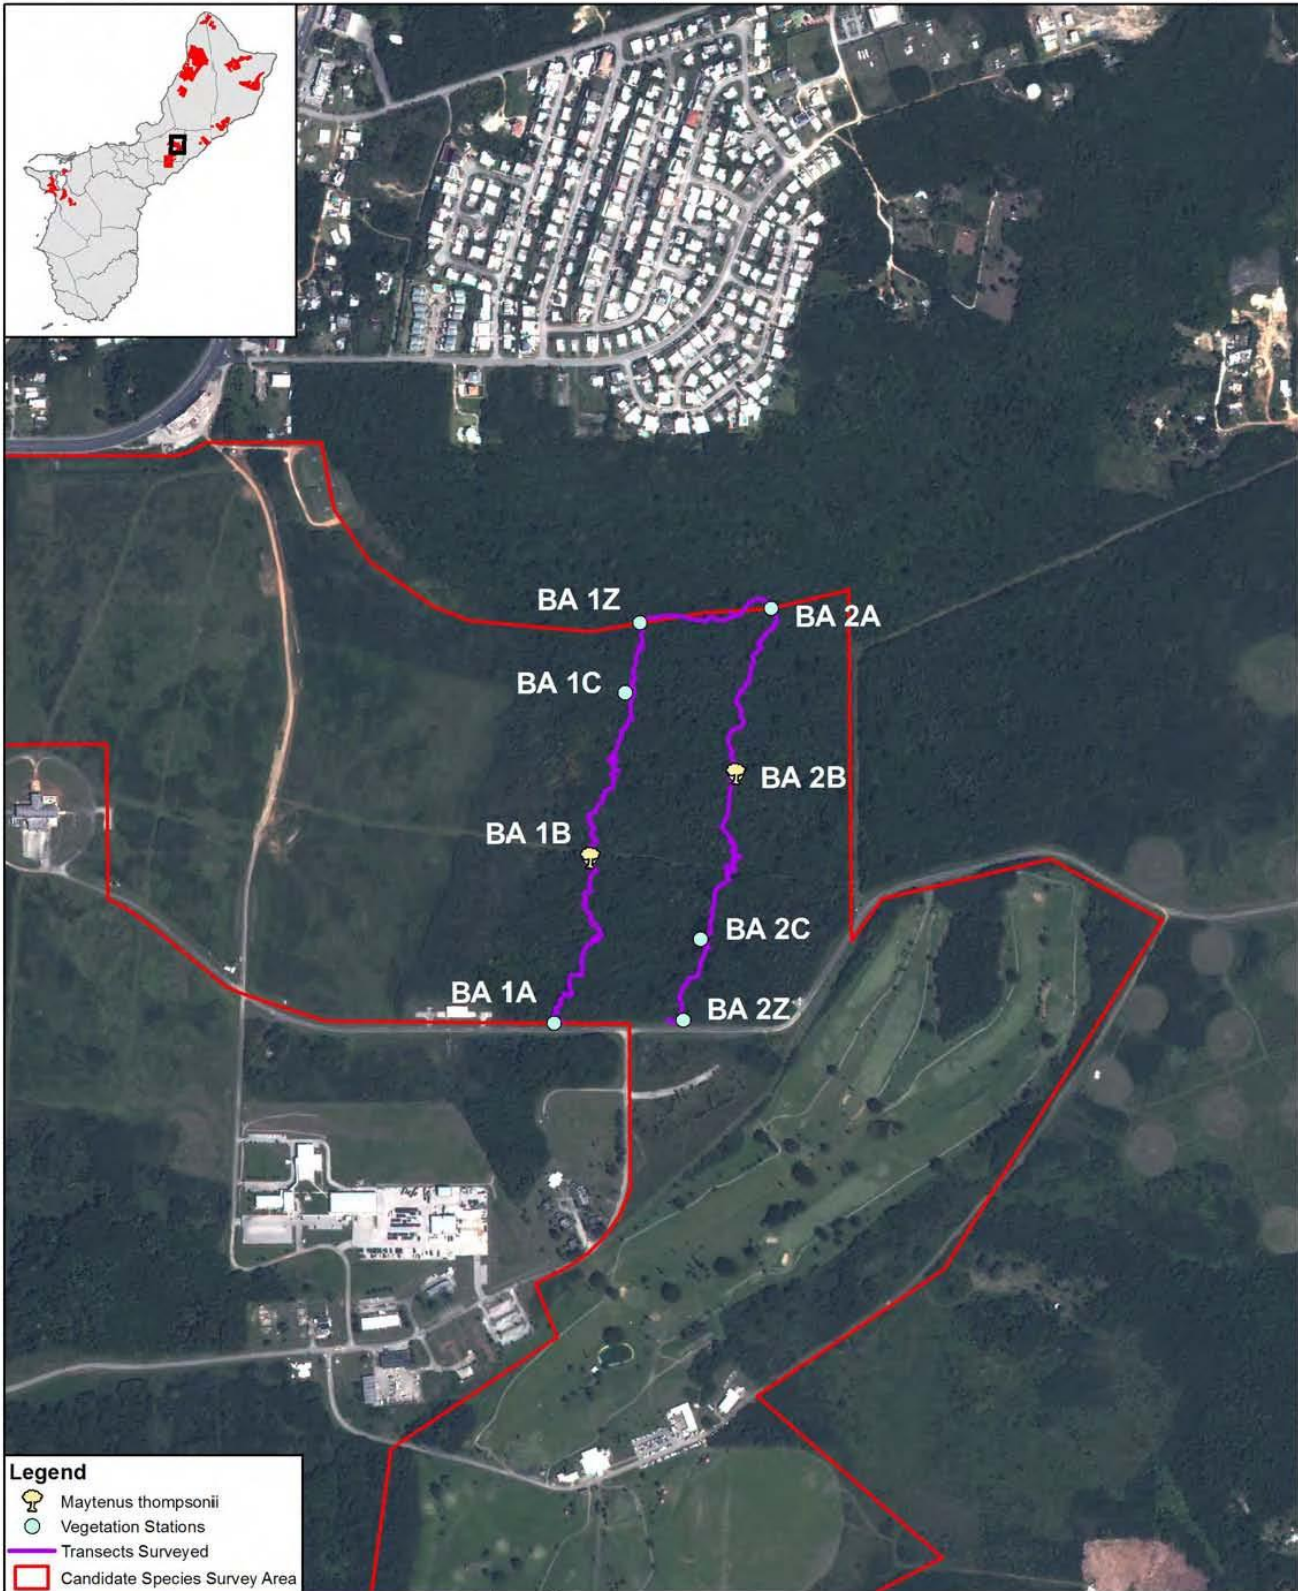 BA 1Z
BA 2A
BA 1C
BA 2B
BA 1B
BA 2C
BA 1A
BA 2Z
Legend
Maytenus thompsonii
Vegetation Stations
Transects Surveyed
Candidate Species Survey Area